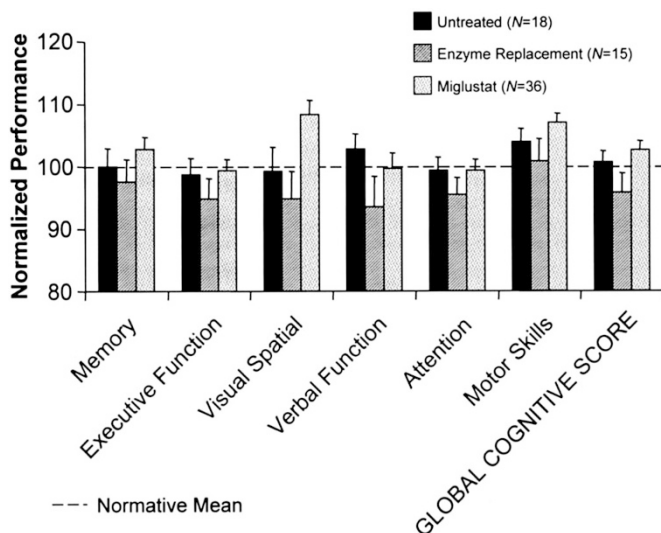 Untreated (N=18)
Enzyme Replacement (N=15)
Miglustat (N=36)
Normalized Performance
120
110
100
90
80
Memory
Executive Function
Visual Spatial
Verbal Function
Attention
Motor Skills
GLOBAL COGNITIVE SCORE
Normative Mean